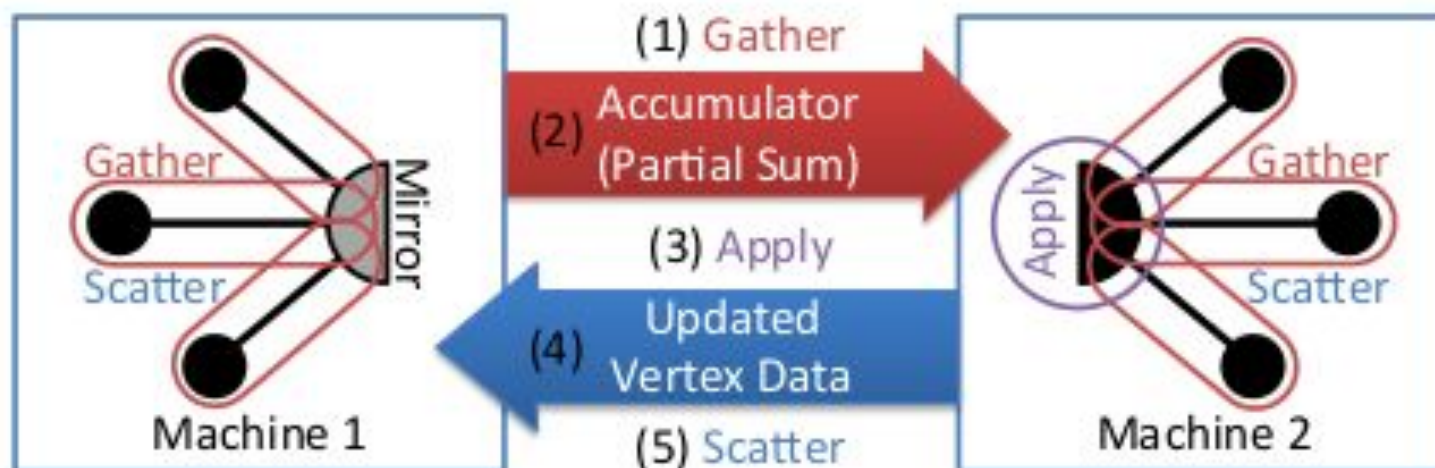 (1) Gather
(2) Accumulator
(Partial Sum)
(3) Apply
(4) Updated
Vertex Data
(5) Scatter
Gather
Scatter
Mirror
Machine 1
Apply
Gather
Scatter
Machine 2